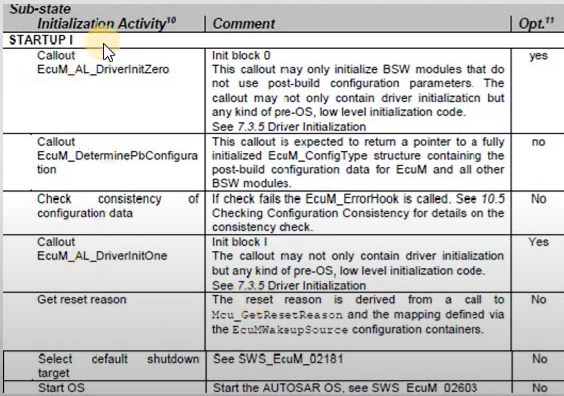 Sub-state
Initialization Activity10 Comment Opt.11
STARTUP I
Callout Init block 0 yes
EcuM_AL_DriverInitZero This callout may only initialize BSW modules that do
not use post-build configuration parameters. The
callout may not only contain driver initialization but
any kind of pre-OS, low level initialization code.
See 7.3.5 Driver Initialization
Callout This callout is expected to return a pointer to a fully no
EcuM_DeterminePbConfigura initialized EcuM_ConfigType structure containing the
tion post-build configuration data for EcuM and all other
BSW modules.
Check consistency of If check fails the EcuM_ErrorHook is called. See 10.5 No
configuration data Checking Configuration Consistency for details on the
consistency check.
Callout Init block I Yes
EcuM_AL_DriverInitOne The callout may not only contain driver initialization
but any kind of pre-OS, low level initialization code.
See 7.3.5 Driver Initialization
Get reset reason The reset reason is derived from a call to No
Mcu_GetResetReason and the mapping defined via
the EcuMWakeupSource configuration containers.
Select default shutdown See SWS_EcuM_02181 No
target
Start OS Start the AUTOSAR OS, see SWS_EcuM_02603 No